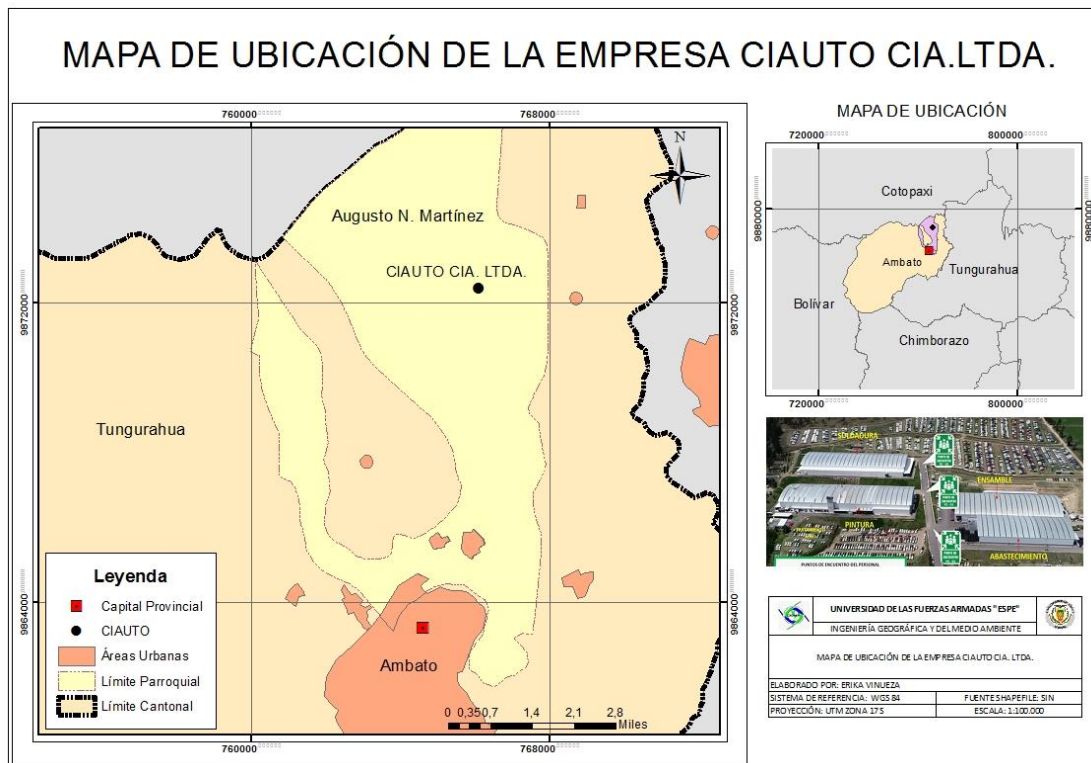 MAPA DE UBICACIÓN DE LA EMPRESA CIAUTO CIA.LTDA.
760000
768000
N
Augusto N. Martínez
CIAUTO CIA. LTDA.
9872000
9872000
Tungurahua
Leyenda
Capital Provincial
CIAUTO
Áreas Urbanas
Límite Parroquial
Límite Cantonal
9864000
9864000
Ambato
0 0,35 0,7 1,4 2,1 2,8
Miles
760000
768000
MAPA DE UBICACIÓN
720000
800000
Cotopaxi
9880000
9880000
Ambato
Tungurahua
Bolívar
Chimborazo
720000
800000
SOLDADURA
ENSAMBLE
PINTURA
ABASTECIMIENTO
PUNTOS DE ENCUENTRO DEL PERSONAL
UNIVERSIDAD DE LAS FUERZAS ARMADAS "ESPE"
INGENIERÍA GEOGRÁFICA Y DEL MEDIO AMBIENTE
MAPA DE UBICACIÓN DE LA EMPRESA CIAUTO CIA. LTDA.
ELABORADO POR: ERIKA VINUEZA
SISTEMA DE REFERENCIA: WGS 84
FUENTE SHAPEFILE: SIN
PROYECCIÓN: UTM ZONA 17 S
ESCALA: 1:100.000